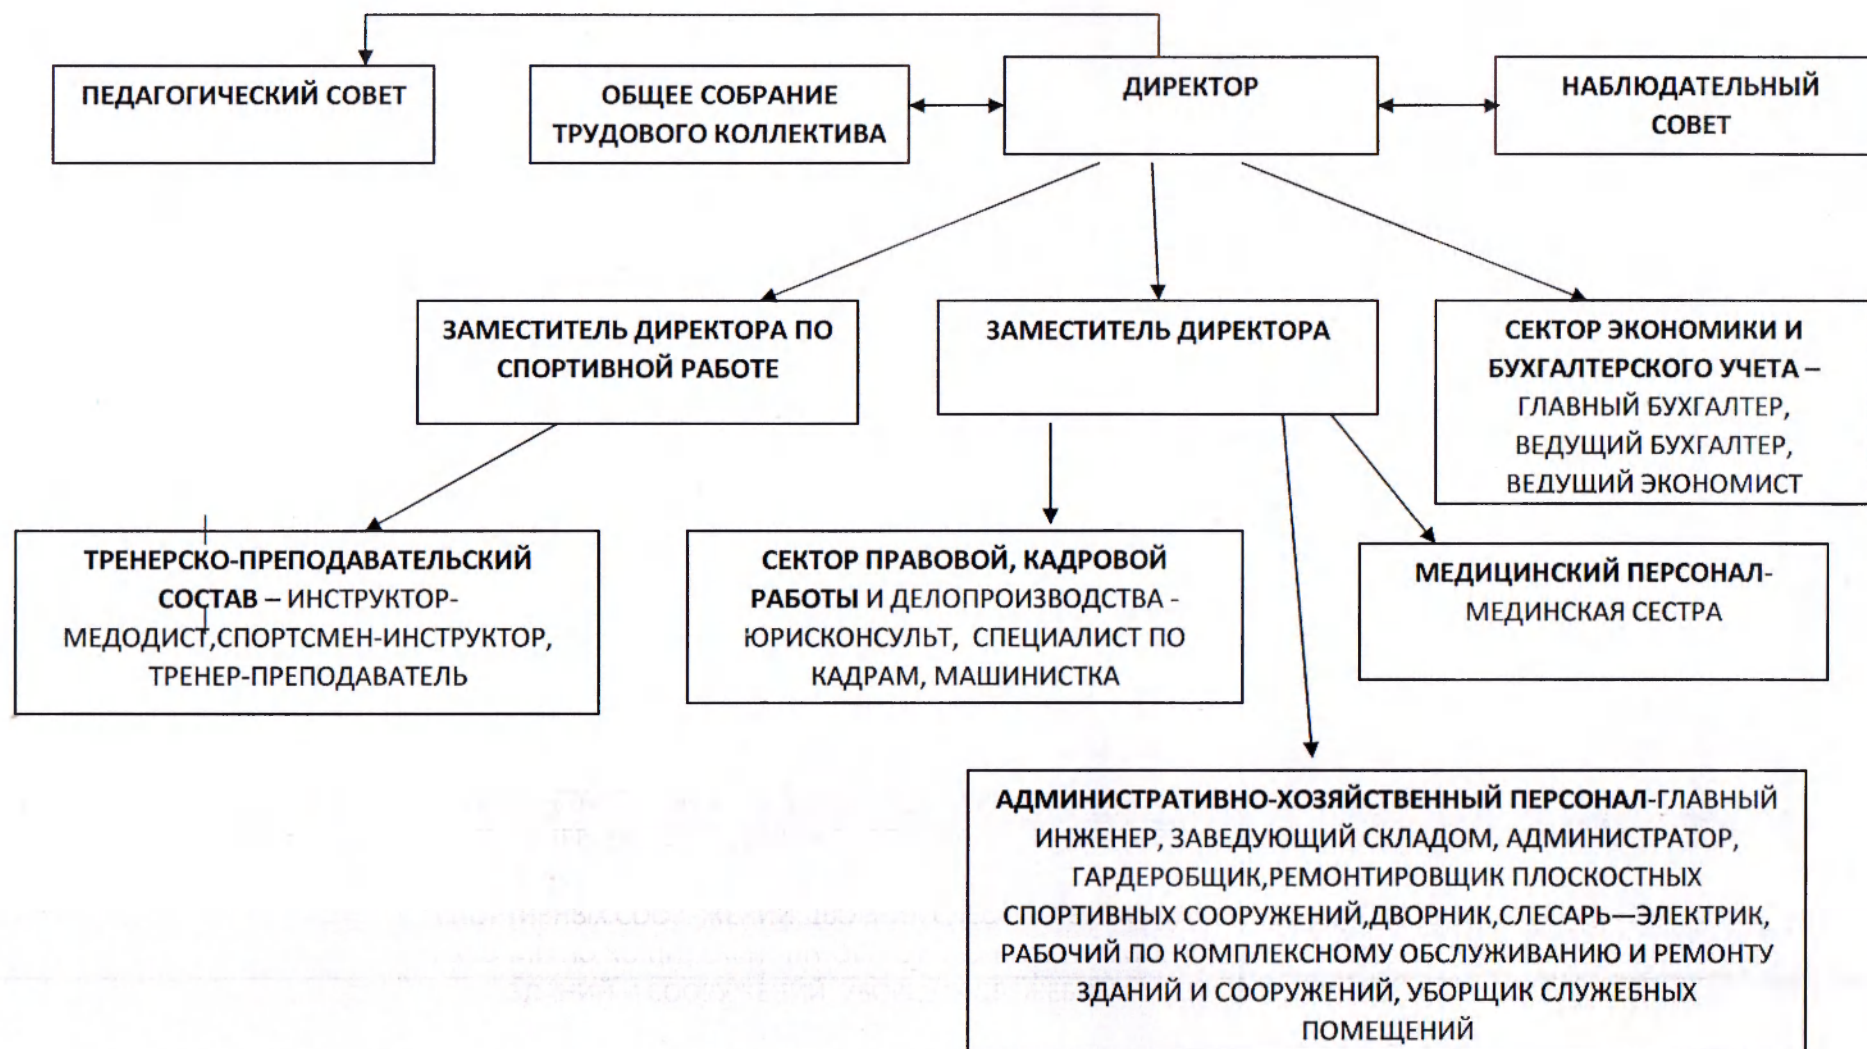 ПЕДАГОГИЧЕСКИЙ СОВЕТ
ОБЩЕЕ СОБРАНИЕ
ТРУДОВОГО КОЛЛЕКТИВА
ДИРЕКТОР
НАБЛЮДАТЕЛЬНЫЙ
СОВЕТ
ЗАМЕСТИТЕЛЬ ДИРЕКТОРА ПО
СПОРТИВНОЙ РАБОТЕ
ЗАМЕСТИТЕЛЬ ДИРЕКТОРА
СЕКТОР ЭКОНОМИКИ И
БУХГАЛТЕРСКОГО УЧЕТА –
ГЛАВНЫЙ БУХГАЛТЕР,
ВЕДУЩИЙ БУХГАЛТЕР,
ВЕДУЩИЙ ЭКОНОМИСТ
ТРЕНЕРСКО-ПРЕПОДАВАТЕЛЬСКИЙ
СОСТАВ – ИНСТРУКТОР-
МЕДОДИСТ,СПОРТСМЕН-ИНСТРУКТОР,
ТРЕНЕР-ПРЕПОДАВАТЕЛЬ
СЕКТОР ПРАВОВОЙ, КАДРОВОЙ
РАБОТЫ И ДЕЛОПРОИЗВОДСТВА -
ЮРИСКОНСУЛЬТ, СПЕЦИАЛИСТ ПО
КАДРАМ, МАШИНИСТКА
МЕДИЦИНСКИЙ ПЕРСОНАЛ-
МЕДИНСКАЯ СЕСТРА
АДМИНИСТРАТИВНО-ХОЗЯЙСТВЕННЫЙ ПЕРСОНАЛ-ГЛАВНЫЙ
ИНЖЕНЕР, ЗАВЕДУЮЩИЙ СКЛАДОМ, АДМИНИСТРАТОР,
ГАРДЕРОБЩИК,РЕМОНТИРОВЩИК ПЛОСКОСТНЫХ
СПОРТИВНЫХ СООРУЖЕНИЙ,ДВОРНИК,СЛЕСАРЬ—ЭЛЕКТРИК,
РАБОЧИЙ ПО КОМПЛЕКСНОМУ ОБСЛУЖИВАНИЮ И РЕМОНТУ
ЗДАНИЙ И СООРУЖЕНИЙ, УБОРЩИК СЛУЖЕБНЫХ
ПОМЕЩЕНИЙ